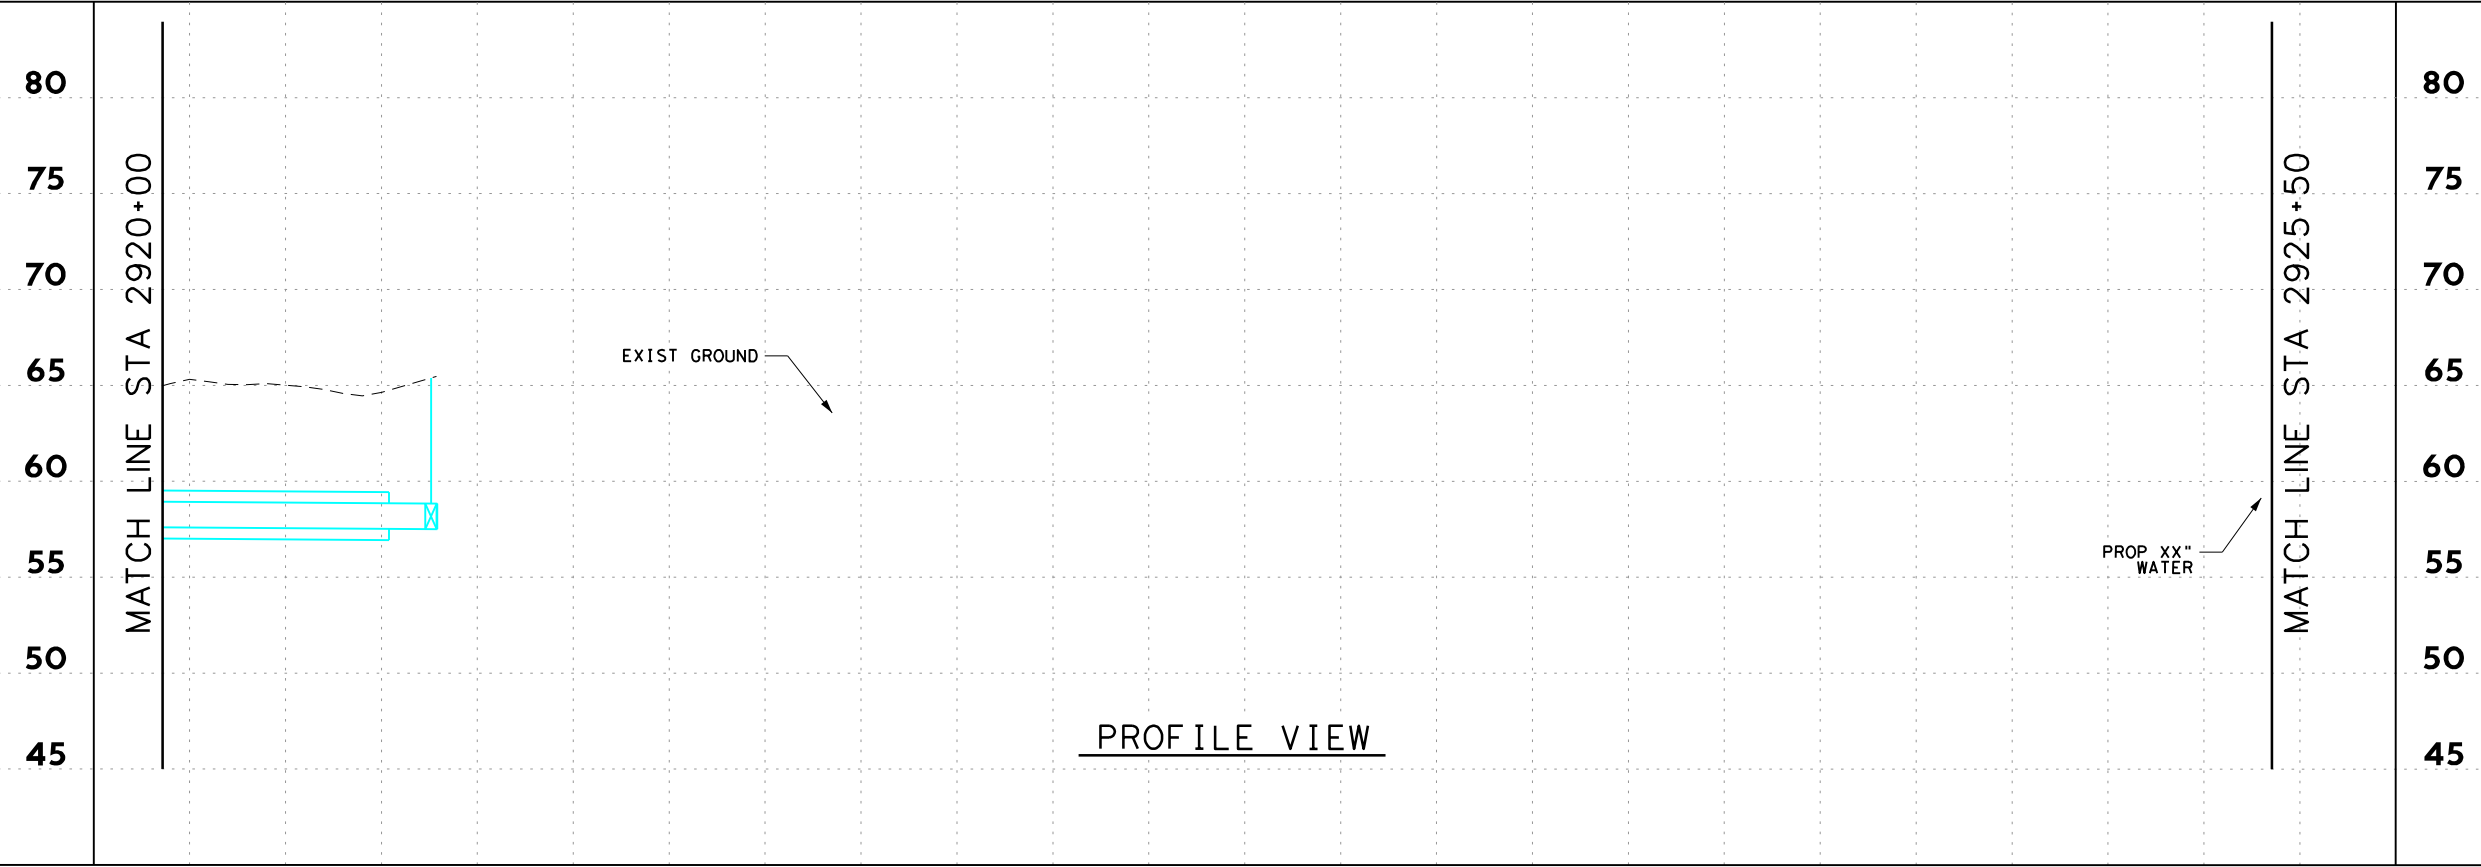 80 80
75 75
70 70
65 65
60 60
55 55
50 50
45 45
MATCH LINE STA 2920+00
EXIST GROUND
PROP XX"
WATER
MATCH LINE STA 2925+50
PROFILE VIEW